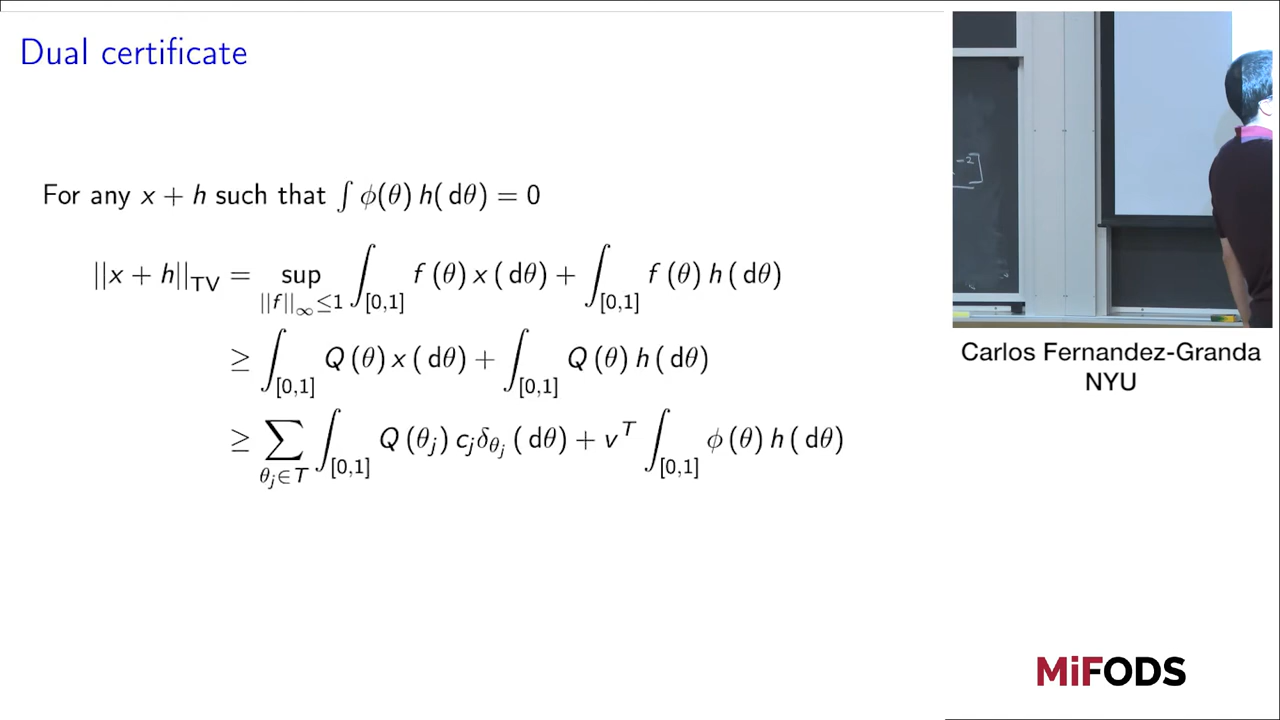 Dual certificate
For any x + h such that ∫ ϕ(θ) h(dθ) = 0
||x + h||_TV = sup_{||f||_∞≤1} ∫_{[0,1]} f(θ) x(dθ) + ∫_{[0,1]} f(θ) h(dθ)
≥ ∫_{[0,1]} Q(θ) x(dθ) + ∫_{[0,1]} Q(θ) h(dθ)
≥ ∑_{θ_j∈T} ∫_{[0,1]} Q(θ_j) c_j δ_{θ_j}(dθ) + v^T ∫_{[0,1]} ϕ(θ) h(dθ)
-2]
Carlos Fernandez-Granda
NYU
MiFODS